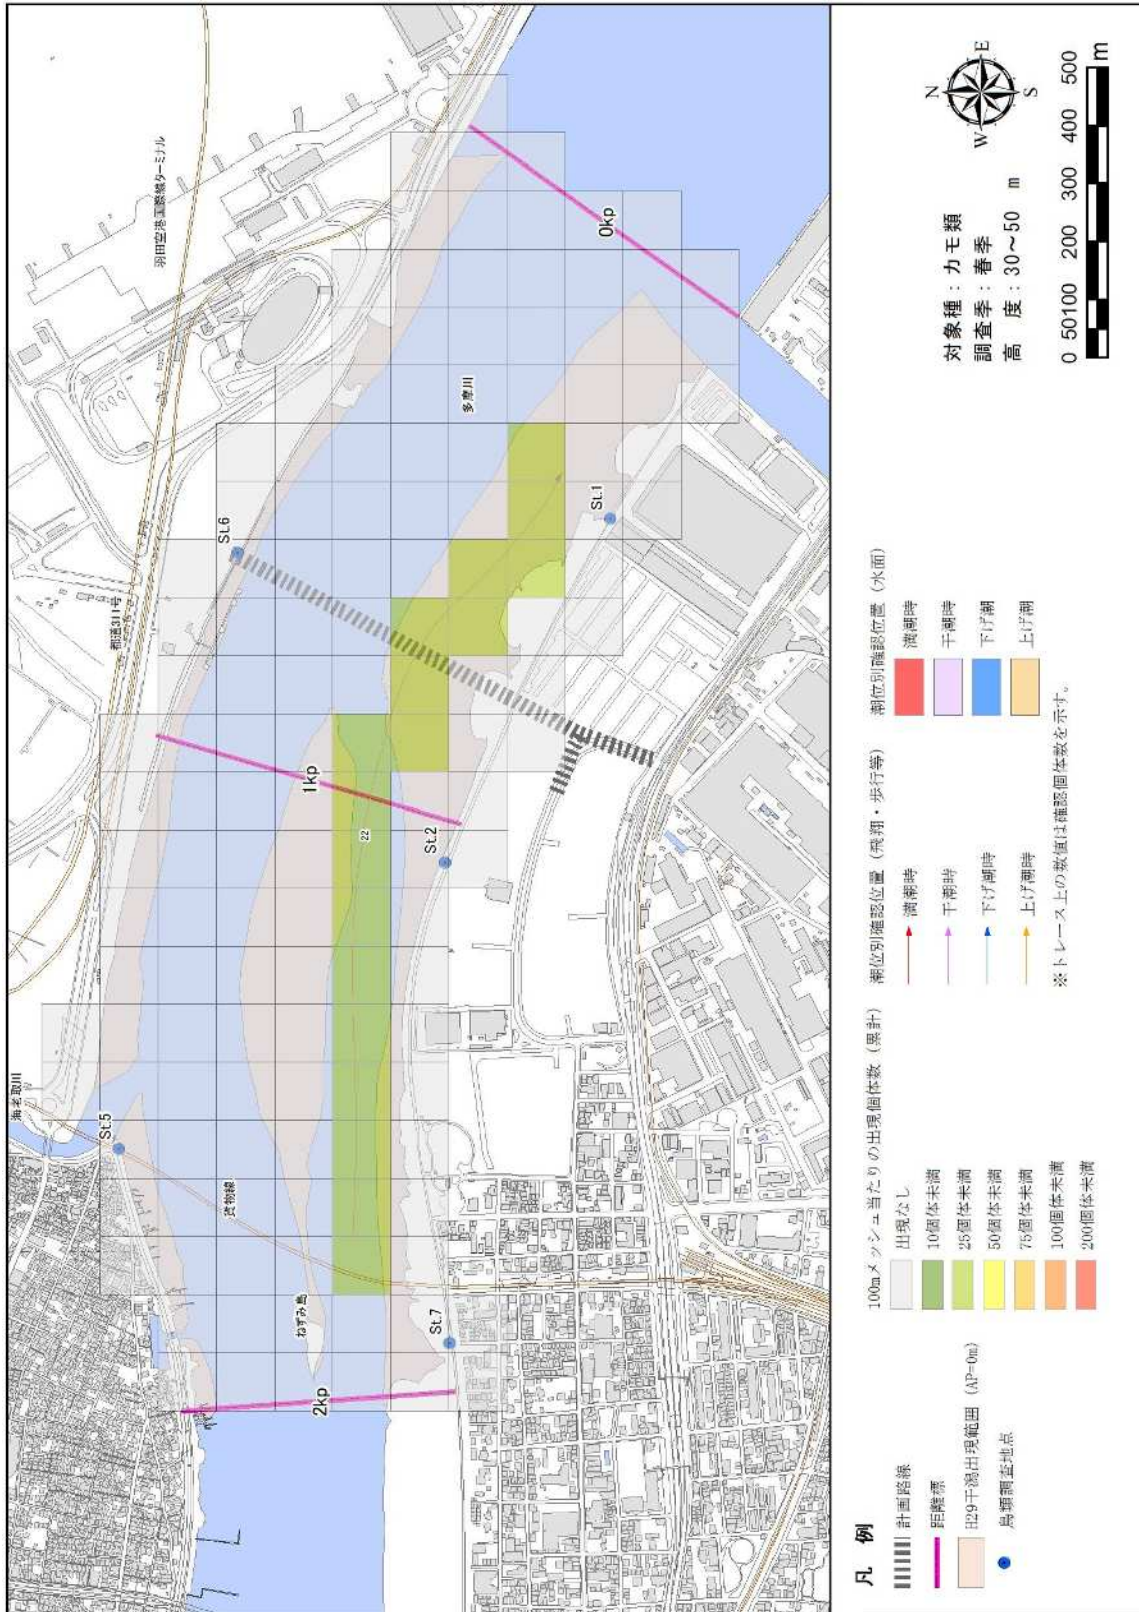 羽田空港国際線ターミナル
都道311号
海老取川
貨物線
ねずみ島
多摩川
St.5
St.6
St.7
St.2
St.1
2kp
1kp
0kp
22
N
E
S
W
対象種：カモ類
調査季：春季
高　度：30～50　m
0 50100 200 300 400 500
m
凡　例
計画路線
距離標
H29干潟出現範囲 (AP=0m)
鳥類調査地点
100mメッシュ当たりの出現個体数（累計）
出現なし
10個体未満
25個体未満
50個体未満
75個体未満
100個体未満
200個体未満
潮位別確認位置（飛翔・歩行等）
満潮時
干潮時
下げ潮時
上げ潮時
潮位別確認位置（水面）
満潮時
干潮時
下げ潮
上げ潮
※トレース上の数値は確認個体数を示す。